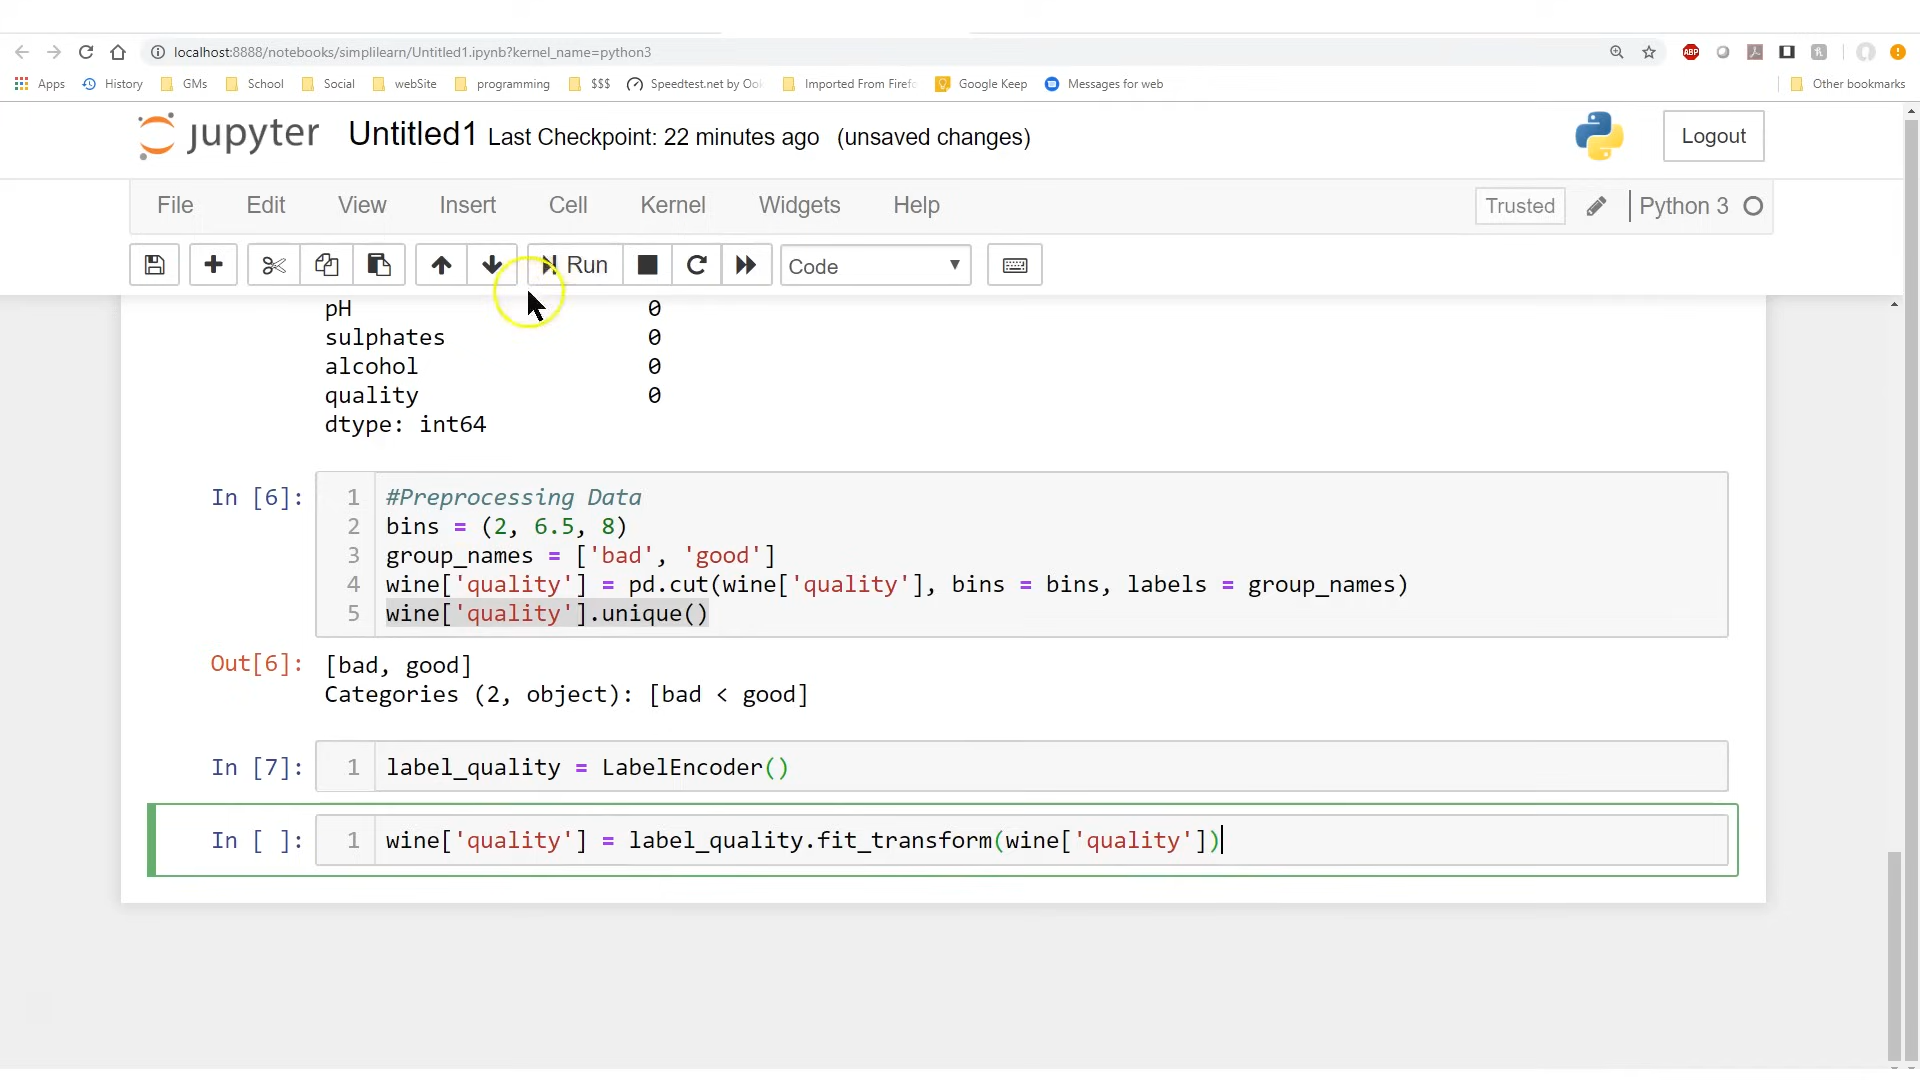 localhost:8888/notebooks/simplilearn/Untitled1.ipynb?kernel_name=python3
ABP
Apps History GMs School Social webSite programming $$$ Speedtest.net by Ook Imported From Firefo Google Keep Messages for web Other bookmarks
jupyter Untitled1 Last Checkpoint: 22 minutes ago (unsaved changes) Logout
File Edit View Insert Cell Kernel Widgets Help Trusted Python 3
Run Code
pH 0
sulphates 0
alcohol 0
quality 0
dtype: int64
In [6]: 1 #Preprocessing Data
2 bins = (2, 6.5, 8)
3 group_names = ['bad', 'good']
4 wine['quality'] = pd.cut(wine['quality'], bins = bins, labels = group_names)
5 wine['quality'].unique()
Out[6]: [bad, good]
Categories (2, object): [bad < good]
In [7]: 1 label_quality = LabelEncoder()
In [ ]: 1 wine['quality'] = label_quality.fit_transform(wine['quality'])